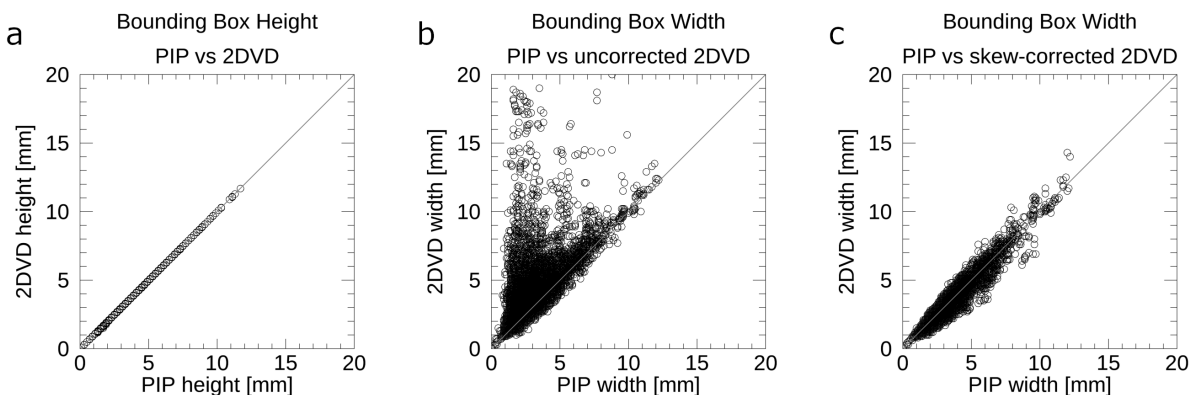 a
Bounding Box Height
PIP vs 2DVD
20
15
10
5
0
2DVD height [mm]
0 5 10 15 20
PIP height [mm]
b
Bounding Box Width
PIP vs uncorrected 2DVD
20
15
10
5
0
2DVD width [mm]
0 5 10 15 20
PIP width [mm]
c
Bounding Box Width
PIP vs skew-corrected 2DVD
20
15
10
5
0
2DVD width [mm]
0 5 10 15 20
PIP width [mm]